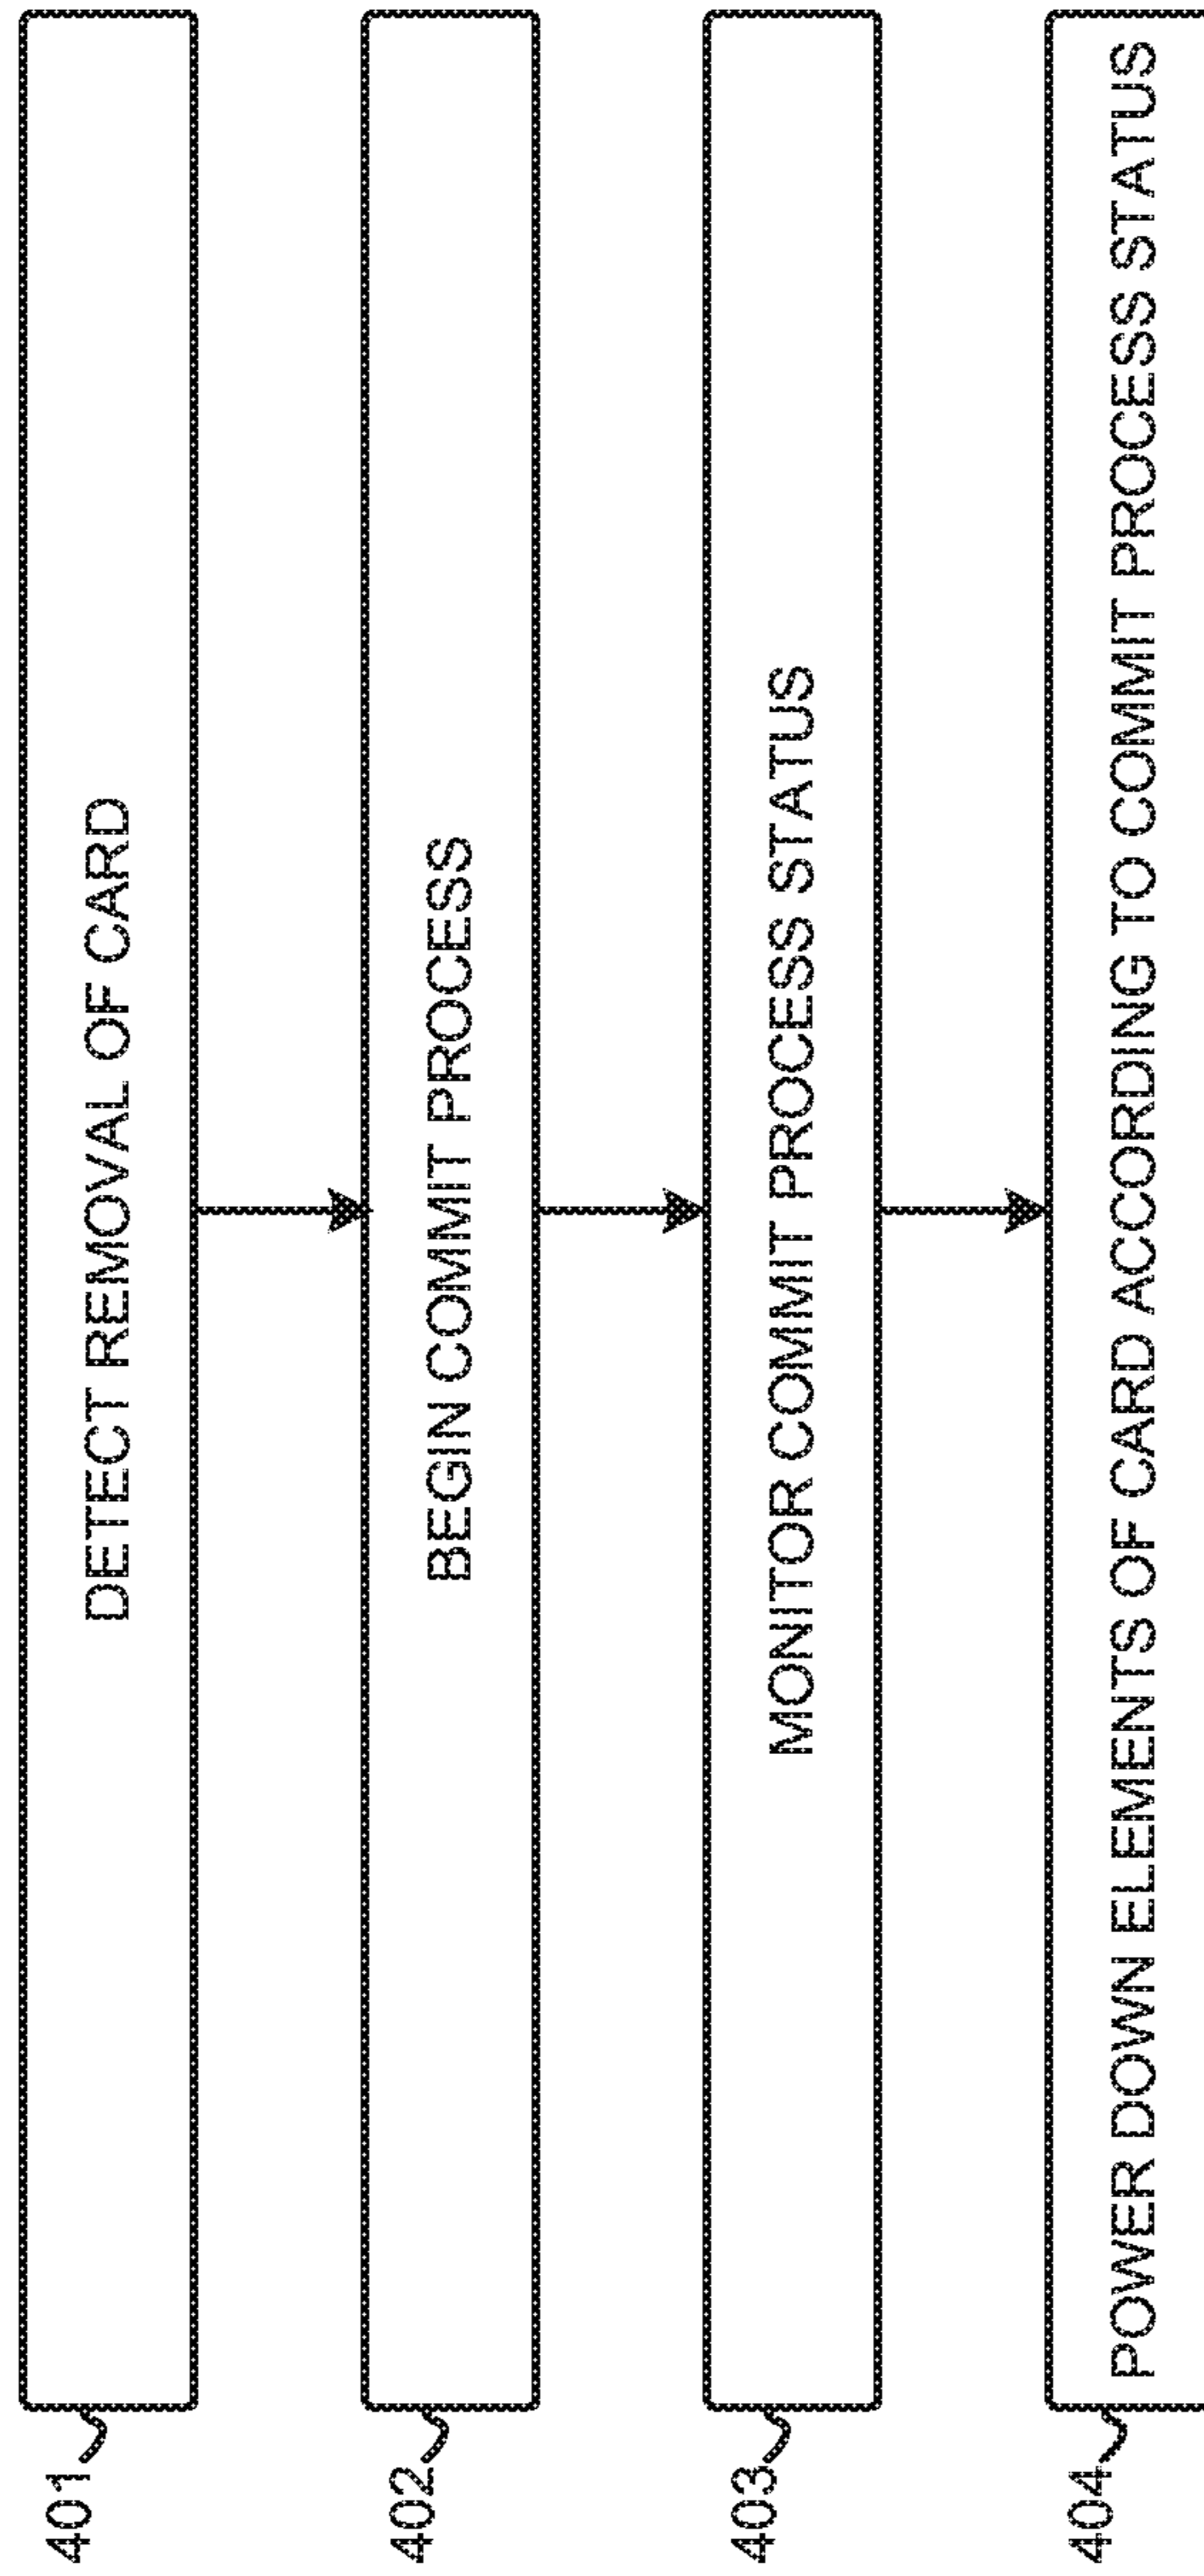 401
DETECT REMOVAL OF CARD
402
BEGIN COMMIT PROCESS
403
MONITOR COMMIT PROCESS STATUS
404
POWER DOWN ELEMENTS OF CARD ACCORDING TO COMMIT PROCESS STATUS